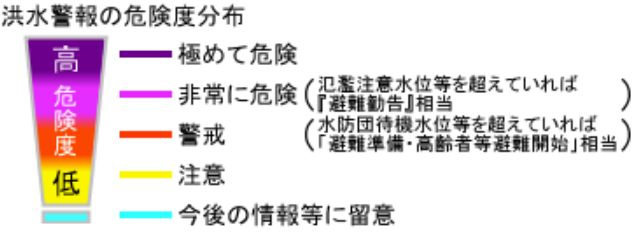 洪水警報の危険度分布
高
危険度
低
極めて危険
非常に危険
(氾濫注意水位等を超えていれば
『避難勧告』相当)
警戒
(水防団待機水位等を超えていれば
「避難準備・高齢者等避難開始」相当)
注意
今後の情報等に留意